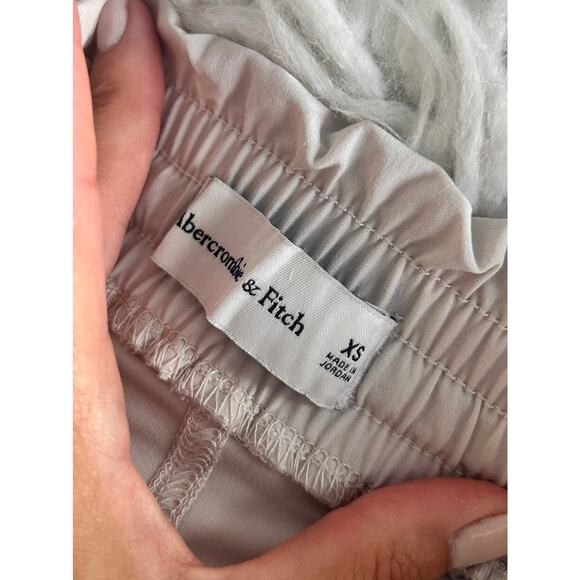 Abercrombie & Fitch
XS
MADE IN
JORDAN